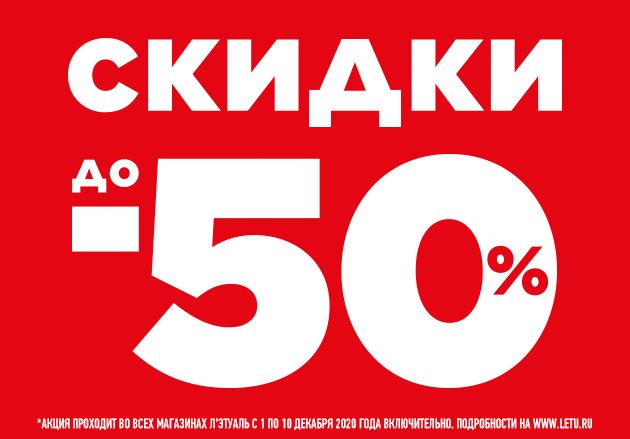 СКИДКИ
ДО
-50%
*АКЦИЯ ПРОХОДИТ ВО ВСЕХ МАГАЗИНАХ Л'ЭТУАЛЬ С 1 ПО 10 ДЕКАБРЯ 2020 ГОДА ВКЛЮЧИТЕЛЬНО. ПОДРОБНОСТИ НА WWW.LETU.RU